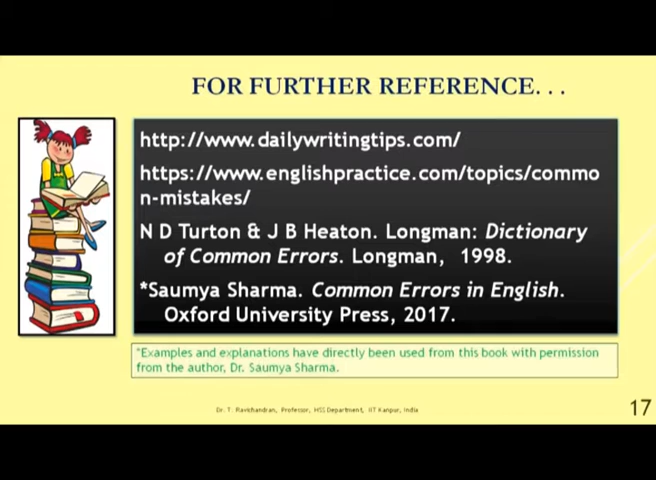 FOR FURTHER REFERENCE. . .
http://www.dailywritingtips.com/
https://www.englishpractice.com/topics/commo
n-mistakes/
N D Turton & J B Heaton. Longman: Dictionary
of Common Errors. Longman, 1998.
*Saumya Sharma. Common Errors in English.
Oxford University Press, 2017.
*Examples and explanations have directly been used from this book with permission
from the author, Dr. Saumya Sharma.
Dr. T. Ravichandran, Professor, HSS Department, IIT Kanpur, India
17